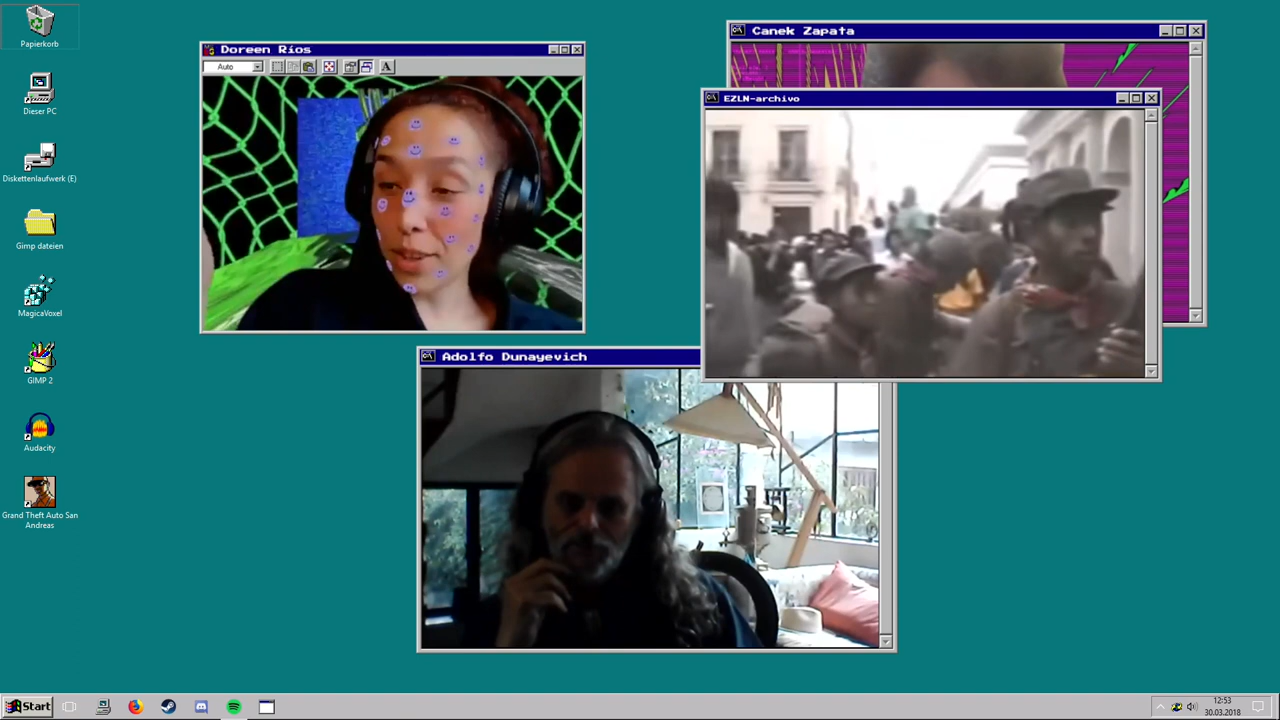 Papierkorb
Dieser PC
Diskettenlaufwerk (E)
Gimp dateien
MagicaVoxel
GIMP 2
Audacity
Grand Theft Auto San
Andreas
Doreen Ríos
Auto
A
Canek Zapata
EZLN-archivo
Adolfo Dunayevich
Start
12:53
30.03.2018